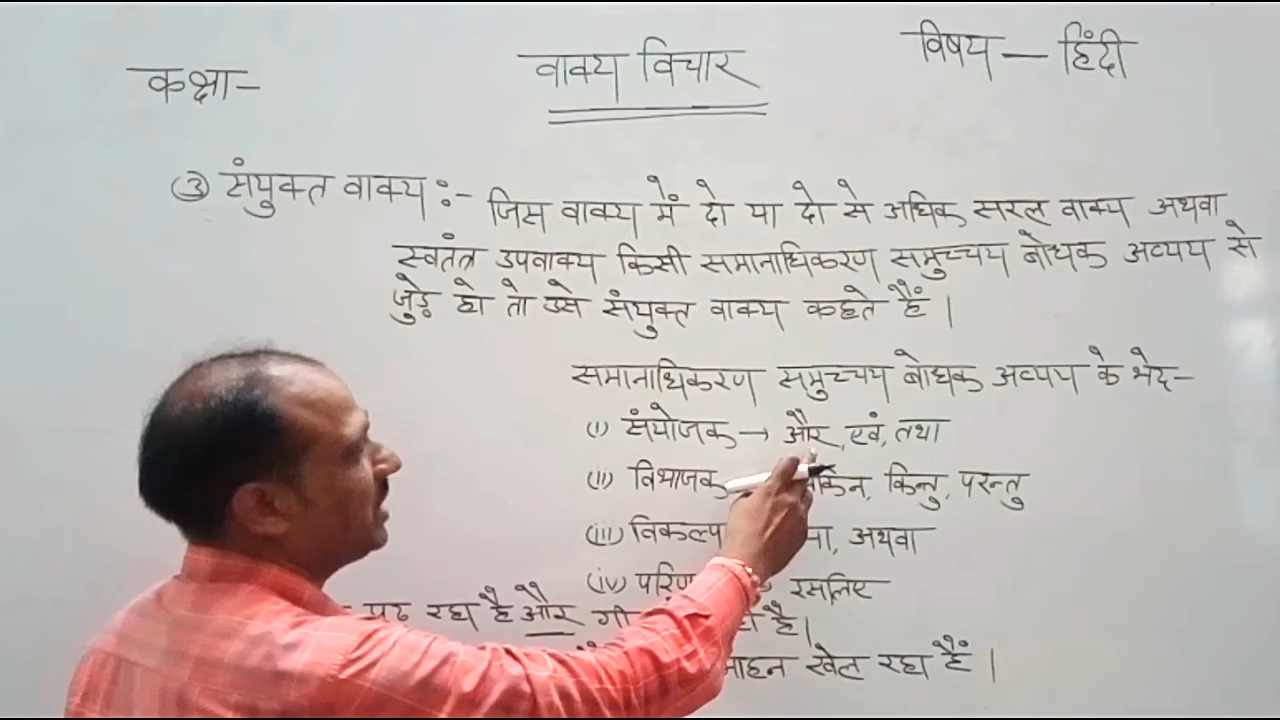 कक्षा-
वाक्य विचार
विषय — हिंदी
③ संयुक्त वाक्य :- जिस वाक्य में दो या दो से अधिक सरल वाक्य अथवा
स्वतंत्र उपवाक्य किसी समानाधिकरण समुच्चय बोधक अव्यय से
जुड़े हो तो उसे संयुक्त वाक्य कहते हैं।
समानाधिकरण समुच्चय बोधक अव्यय के भेद-
(i) संयोजक → और, एवं, तथा
(ii) विभाजक किन्तु, परन्तु
(iii) विकल्प अथवा
(iv) इसलिए
पढ रहा है और है।
खेल रहा हैं।